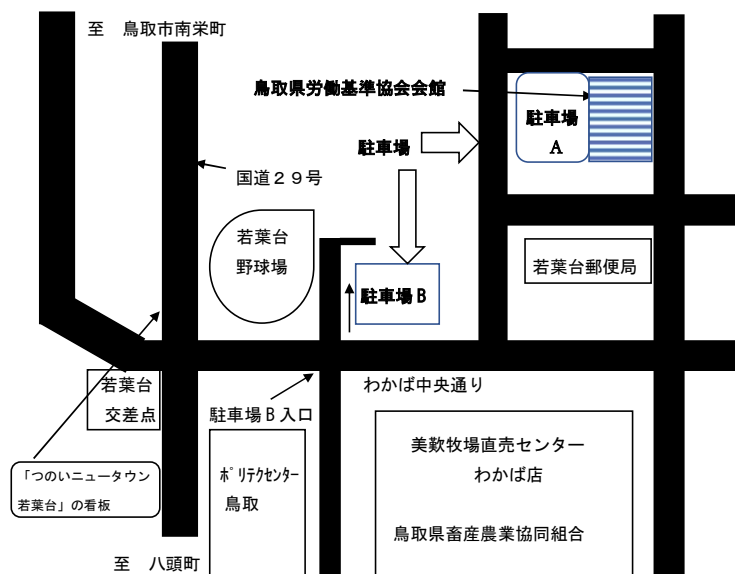 至　鳥取市南栄町
鳥取県労働基準協会会館
駐車場
A
駐車場
国道２９号
若葉台
野球場
若葉台郵便局
駐車場 B
若葉台
交差点
駐車場 B 入口
わかば中央通り
「つのいニュータウン
若葉台」の看板
ﾎﾟﾘﾃｸｾﾝﾀｰ
鳥取
美歎牧場直売センター
わかば店
鳥取県畜産農業協同組合
至　八頭町